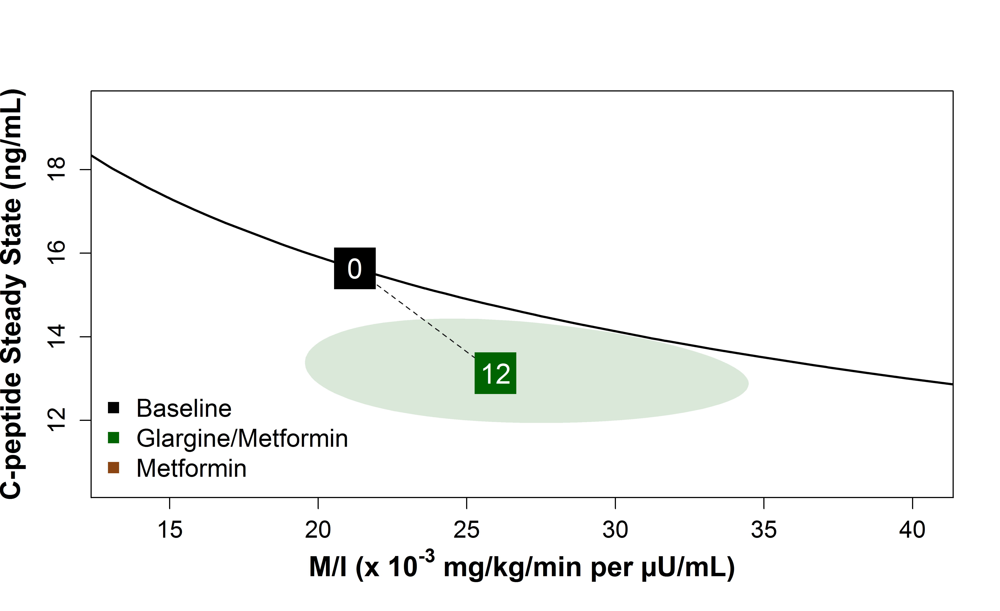 C-peptide Steady State (ng/mL)
18
16
14
12
0
12
Baseline
Glargine/Metformin
Metformin
15 20 25 30 35 40
M/I (x 10⁻³ mg/kg/min per µU/mL)